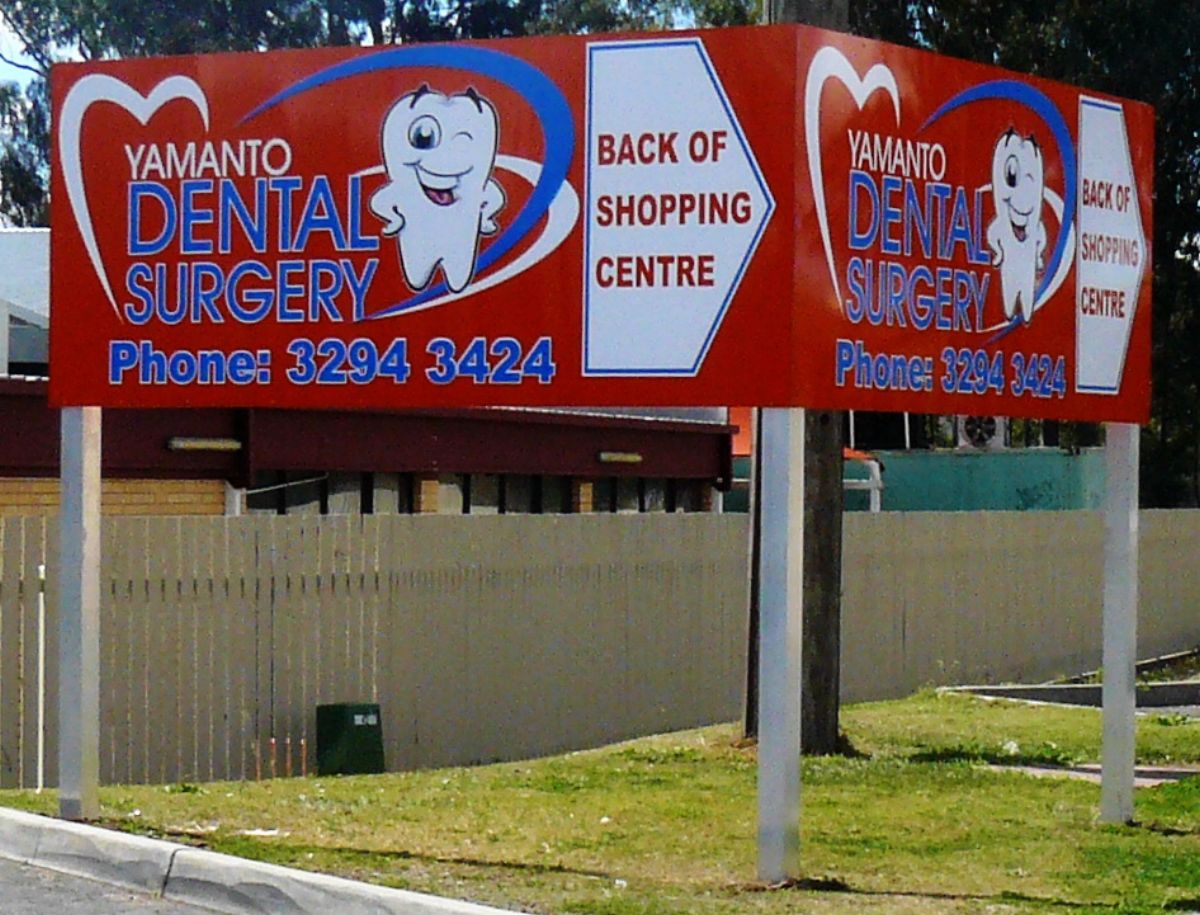 YAMANTO
DENTAL
SURGERY
Phone: 3294 3424
BACK OF
SHOPPING
CENTRE
YAMANTO
DENTAL
SURGERY
Phone: 3294 3424
BACK OF
SHOPPING
CENTRE